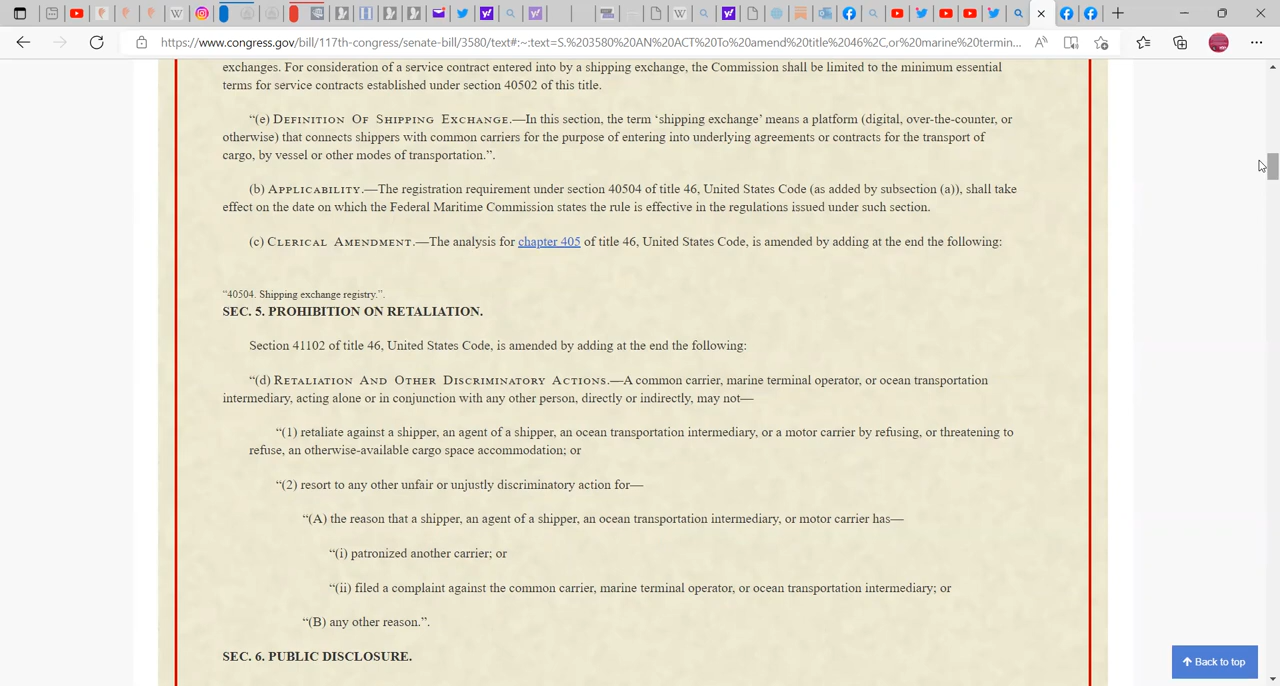 https://www.congress.gov/bill/117th-congress/senate-bill/3580/text#:~:text=S.%203580%20AN%20ACT%20To%20amend%20title%2046%2C,or%20marine%20termin...
exchanges. For consideration of a service contract entered into by a shipping exchange, the Commission shall be limited to the minimum essential
terms for service contracts established under section 40502 of this title.
“(e) DEFINITION OF SHIPPING EXCHANGE.—In this section, the term ‘shipping exchange’ means a platform (digital, over-the-counter, or
otherwise) that connects shippers with common carriers for the purpose of entering into underlying agreements or contracts for the transport of
cargo, by vessel or other modes of transportation.”.
(b) APPLICABILITY.—The registration requirement under section 40504 of title 46, United States Code (as added by subsection (a)), shall take
effect on the date on which the Federal Maritime Commission states the rule is effective in the regulations issued under such section.
(c) CLERICAL AMENDMENT.—The analysis for chapter 405 of title 46, United States Code, is amended by adding at the end the following:
“40504. Shipping exchange registry.”.
SEC. 5. PROHIBITION ON RETALIATION.
Section 41102 of title 46, United States Code, is amended by adding at the end the following:
“(d) RETALIATION AND OTHER DISCRIMINATORY ACTIONS.—A common carrier, marine terminal operator, or ocean transportation
intermediary, acting alone or in conjunction with any other person, directly or indirectly, may not—
“(1) retaliate against a shipper, an agent of a shipper, an ocean transportation intermediary, or a motor carrier by refusing, or threatening to
refuse, an otherwise-available cargo space accommodation; or
“(2) resort to any other unfair or unjustly discriminatory action for—
“(A) the reason that a shipper, an agent of a shipper, an ocean transportation intermediary, or motor carrier has—
“(i) patronized another carrier; or
“(ii) filed a complaint against the common carrier, marine terminal operator, or ocean transportation intermediary; or
“(B) any other reason.”.
SEC. 6. PUBLIC DISCLOSURE.
Back to top